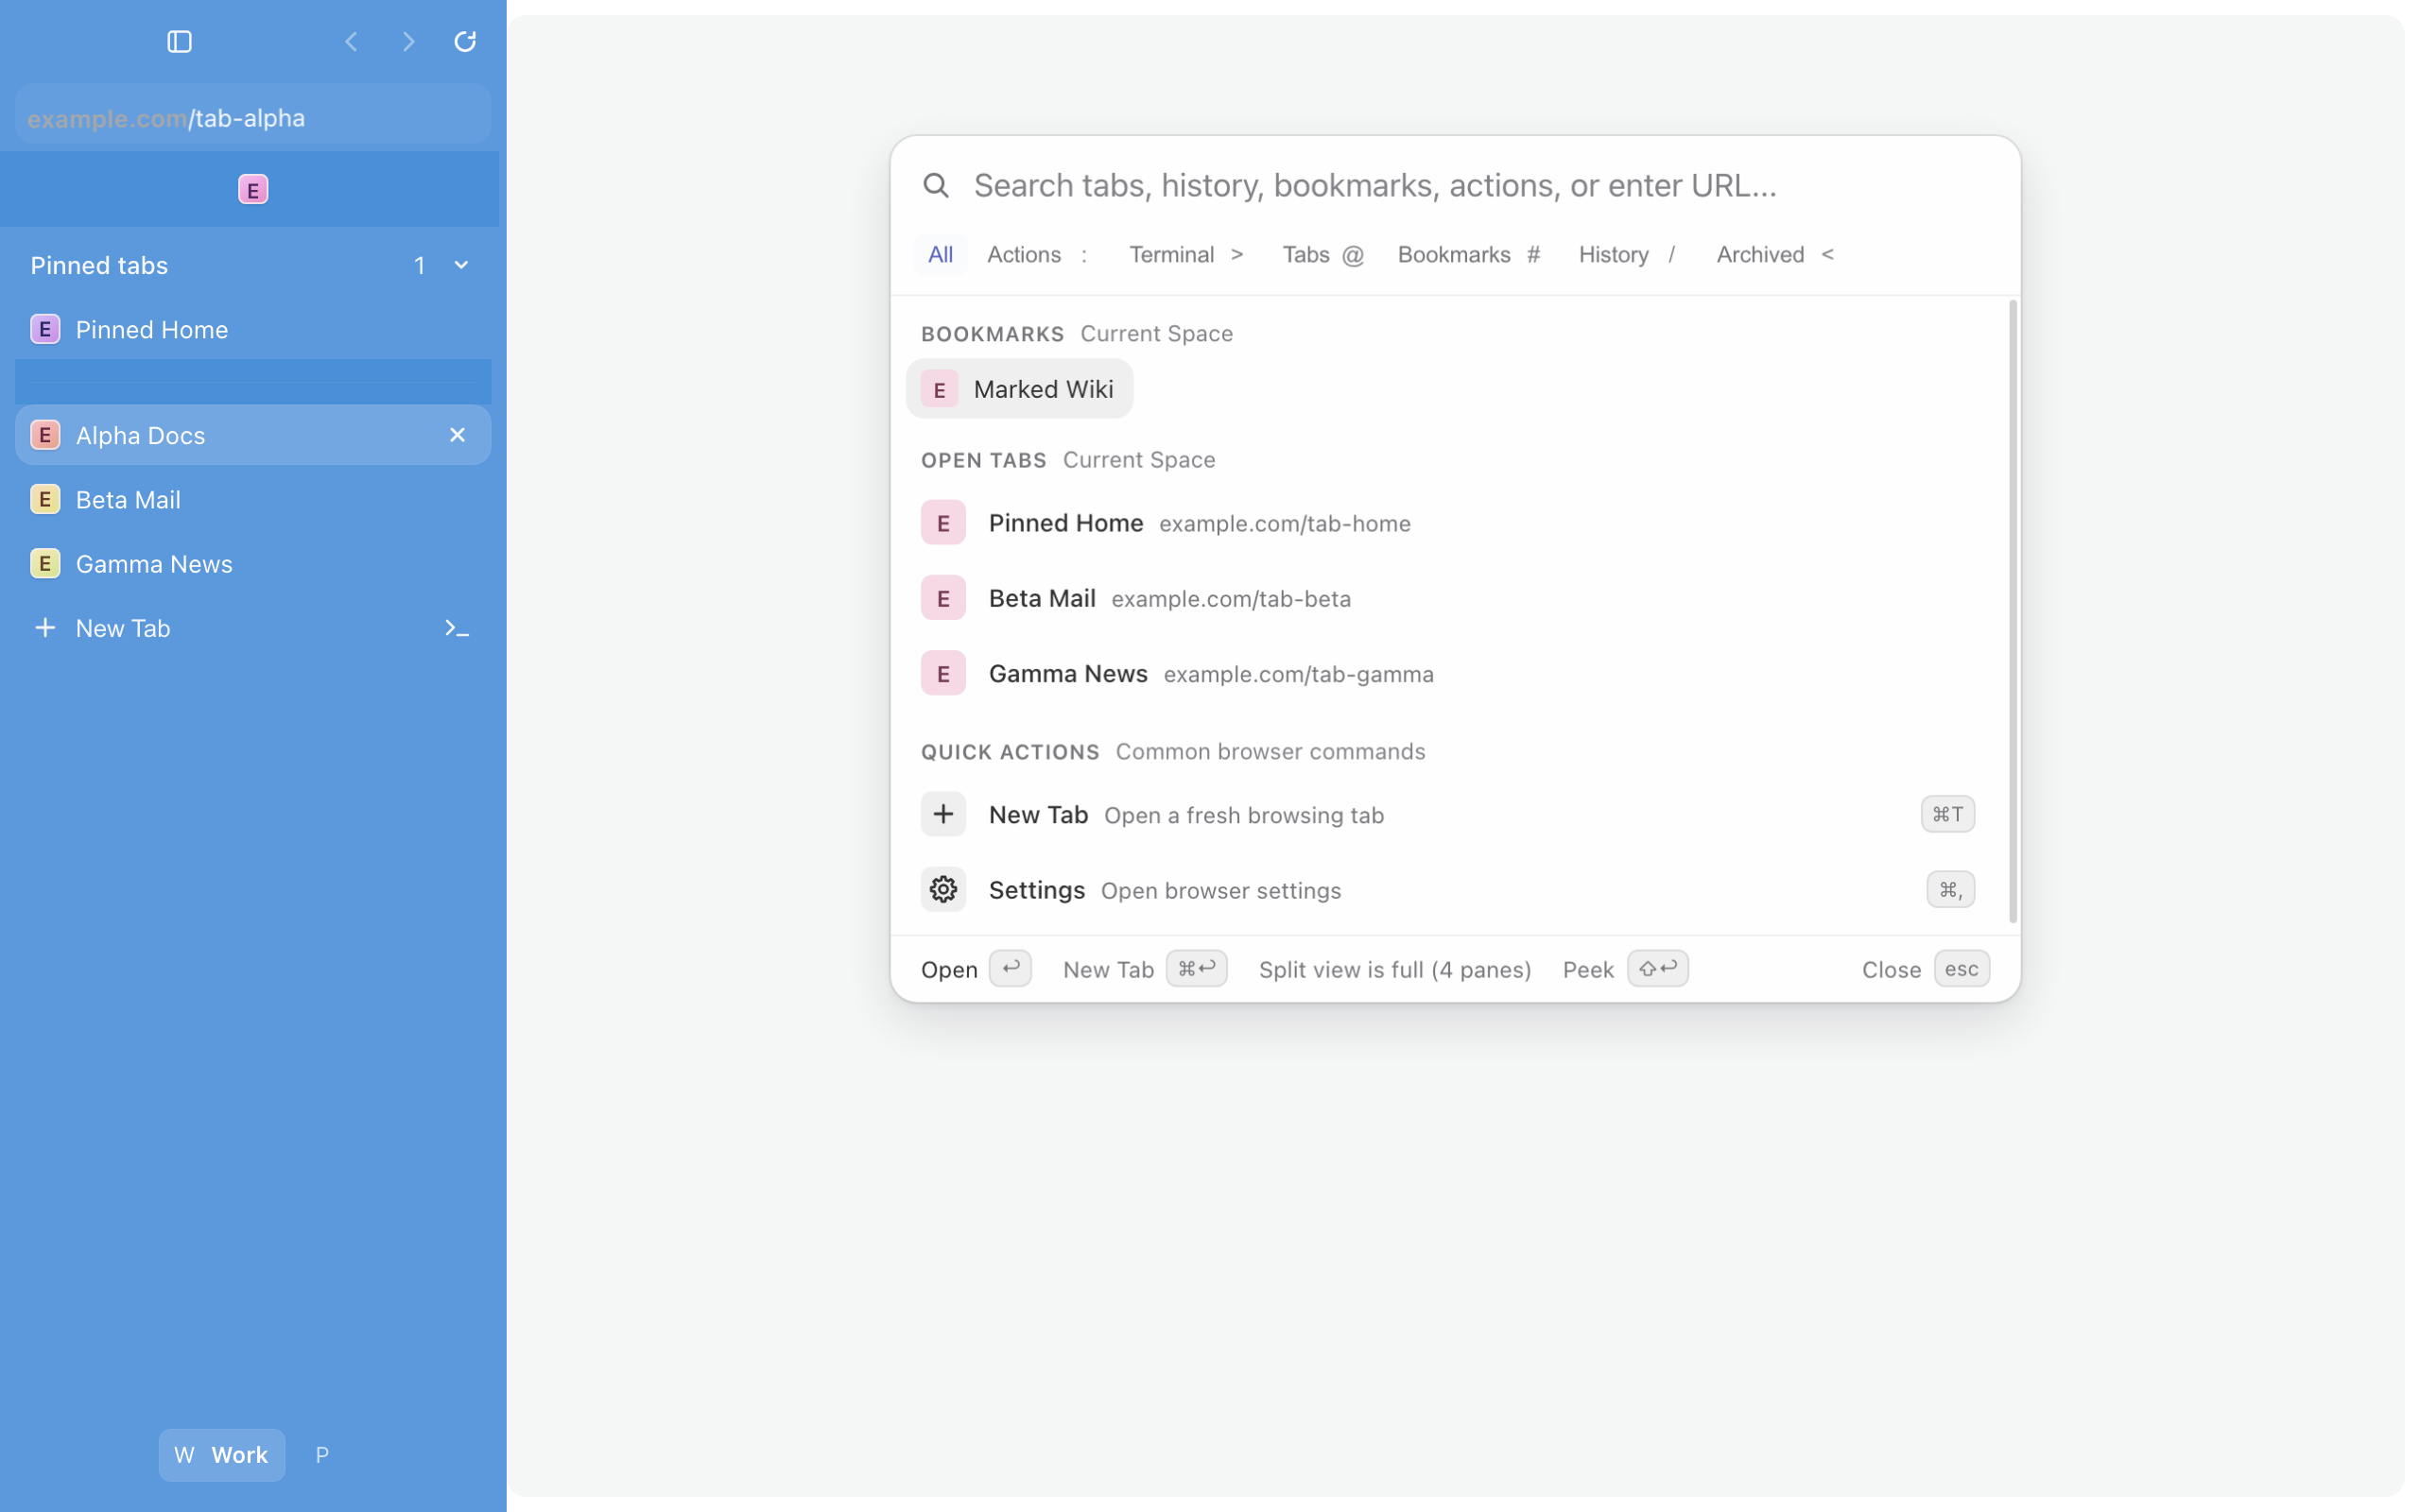 example.com/tab-alpha
E
Pinned tabs 1
E Pinned Home
E Alpha Docs
E Beta Mail
E Gamma News
New Tab
W Work P
Search tabs, history, bookmarks, actions, or enter URL...
All Actions : Terminal > Tabs @ Bookmarks # History / Archived <
BOOKMARKS Current Space
E Marked Wiki
OPEN TABS Current Space
E Pinned Home example.com/tab-home
E Beta Mail example.com/tab-beta
E Gamma News example.com/tab-gamma
QUICK ACTIONS Common browser commands
New Tab Open a fresh browsing tab ⌘T
Settings Open browser settings ⌘,
Open ↩ New Tab ⌘↩ Split view is full (4 panes) Peek ⇧↩ Close esc